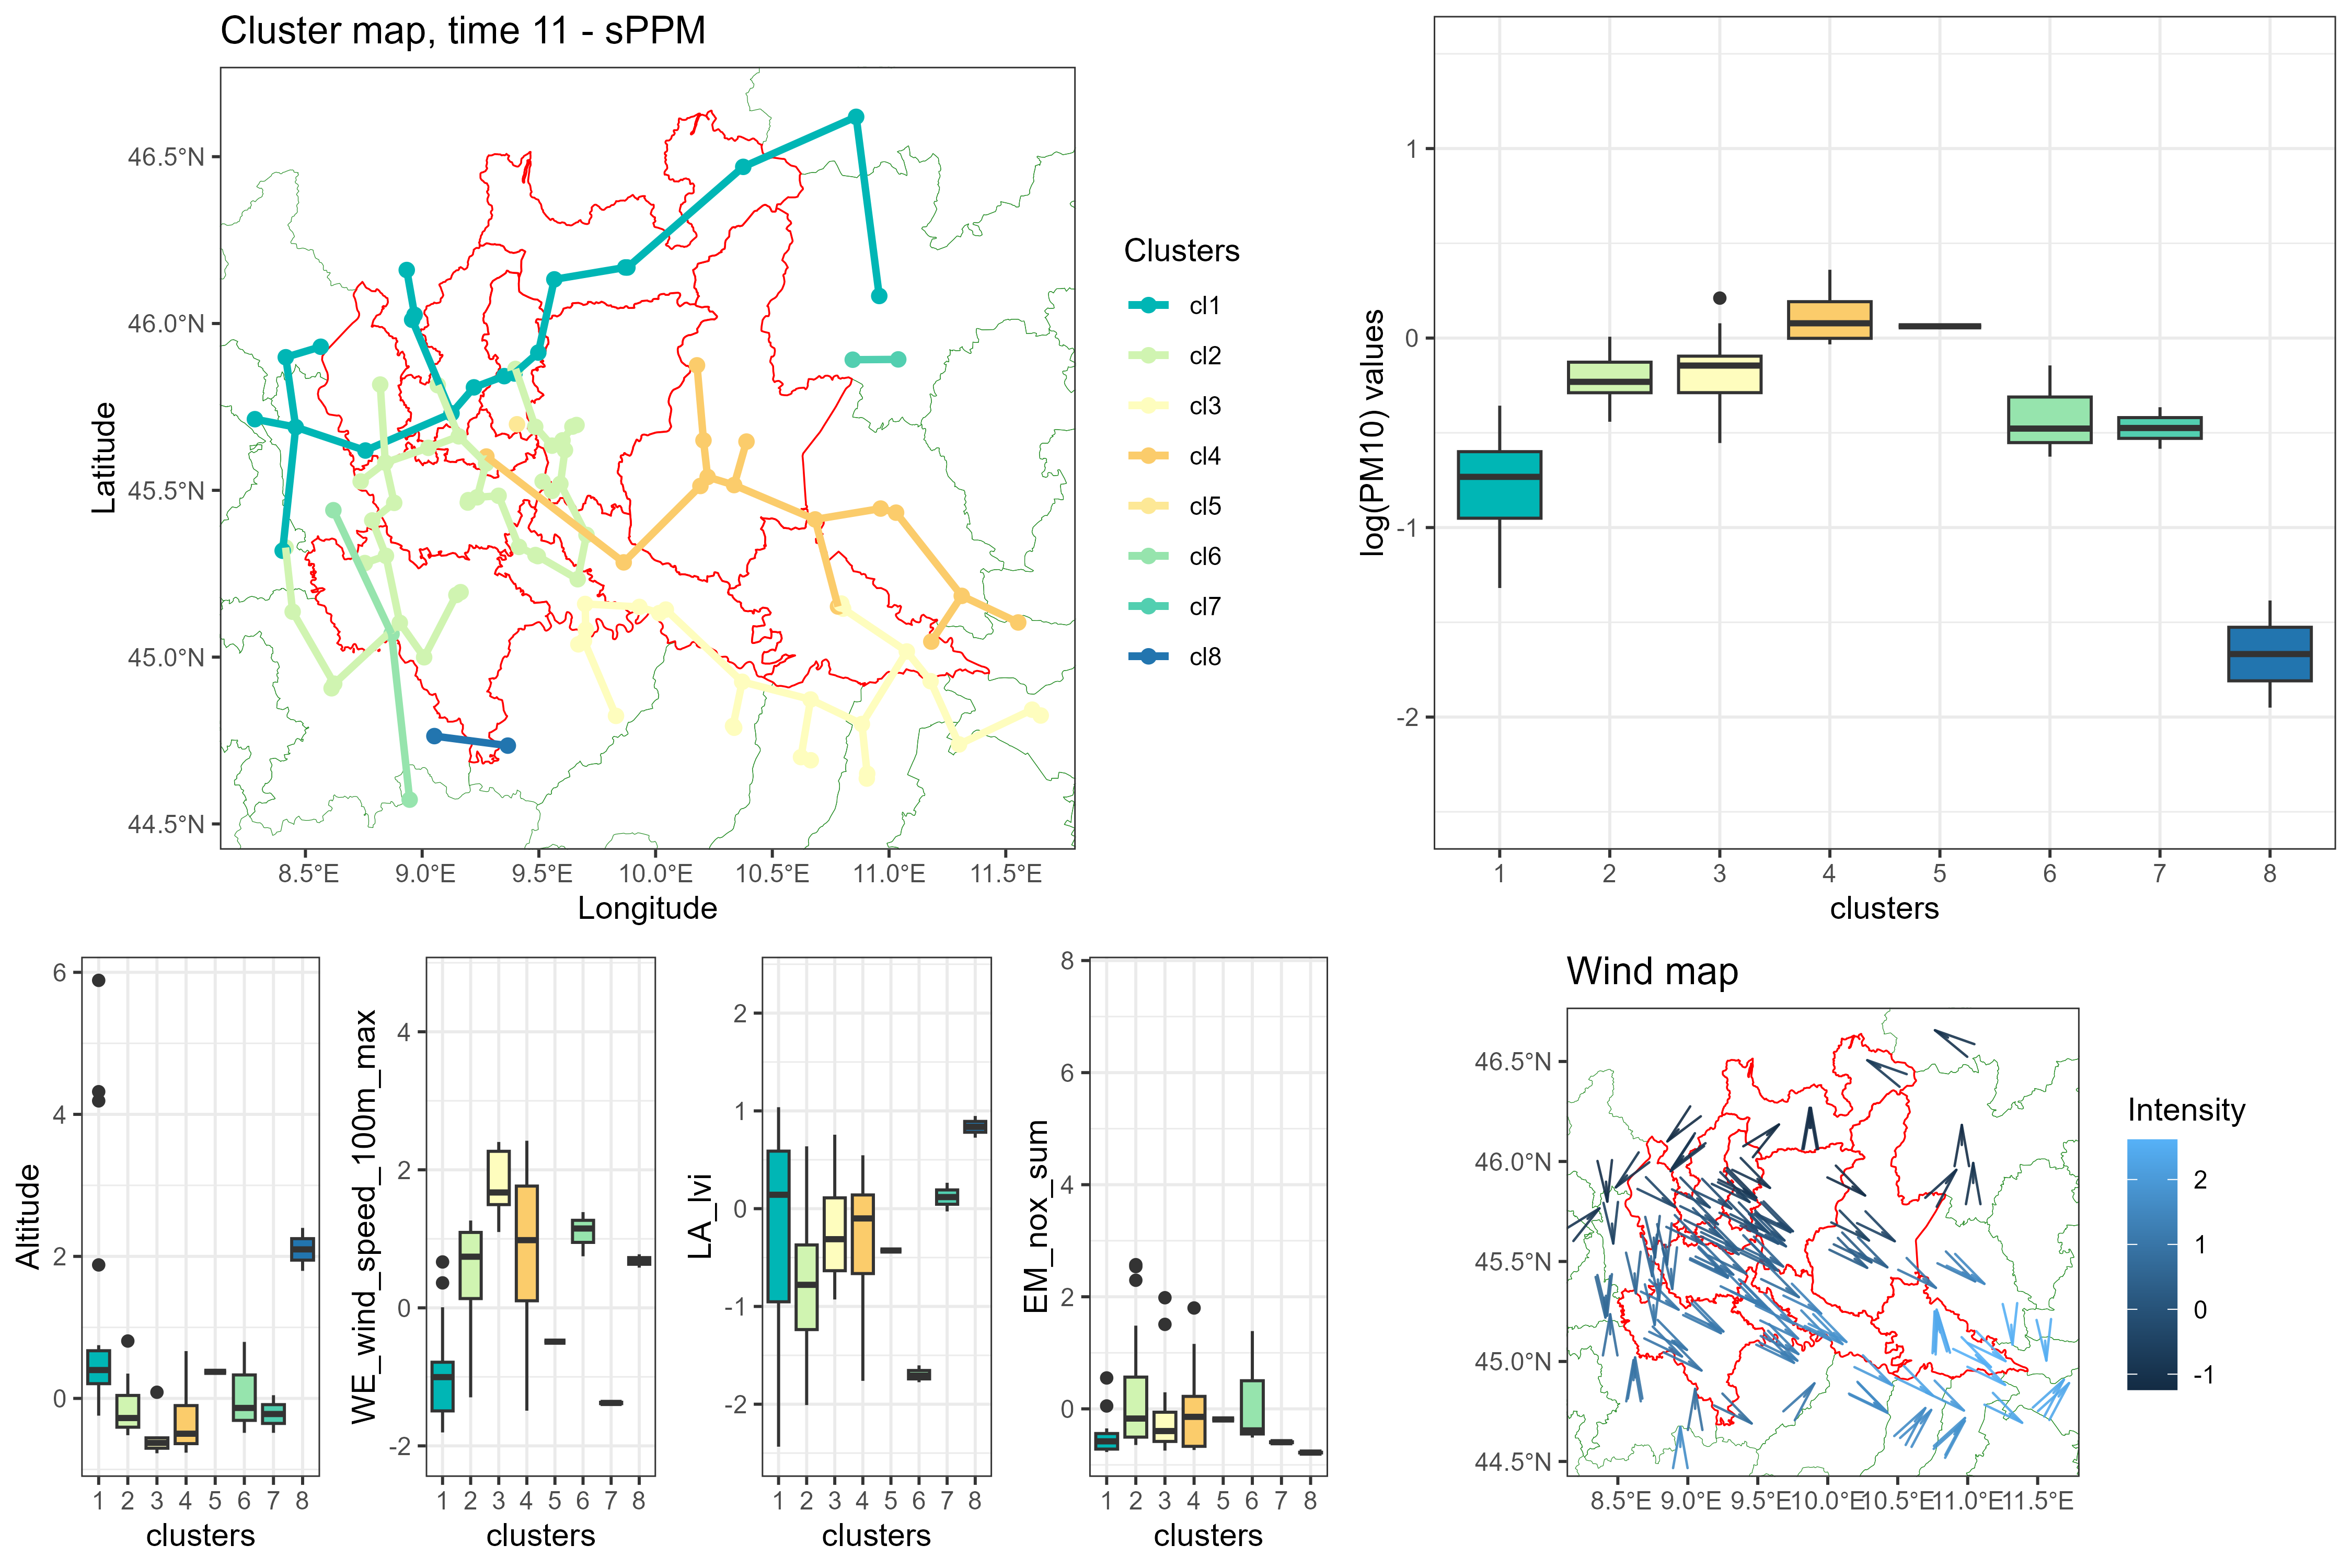 Cluster map, time 11 - sPPM
Latitude
46.5°N
46.0°N
45.5°N
45.0°N
44.5°N
8.5°E 9.0°E 9.5°E 10.0°E 10.5°E 11.0°E 11.5°E
Longitude
Clusters
cl1
cl2
cl3
cl4
cl5
cl6
cl7
cl8
log(PM10) values
1
0
-1
-2
1 2 3 4 5 6 7 8
clusters
Altitude
6
4
2
0
1 2 3 4 5 6 7 8
clusters
WE_wind_speed_100m_max
4
2
0
-2
1 2 3 4 5 6 7 8
clusters
LA_lvi
2
1
0
-1
-2
1 2 3 4 5 6 7 8
clusters
EM_nox_sum
8
6
4
2
0
1 2 3 4 5 6 7 8
clusters
Wind map
46.5°N
46.0°N
45.5°N
45.0°N
44.5°N
8.5°E 9.0°E 9.5°E 10.0°E 10.5°E 11.0°E 11.5°E
Intensity
2
1
0
-1